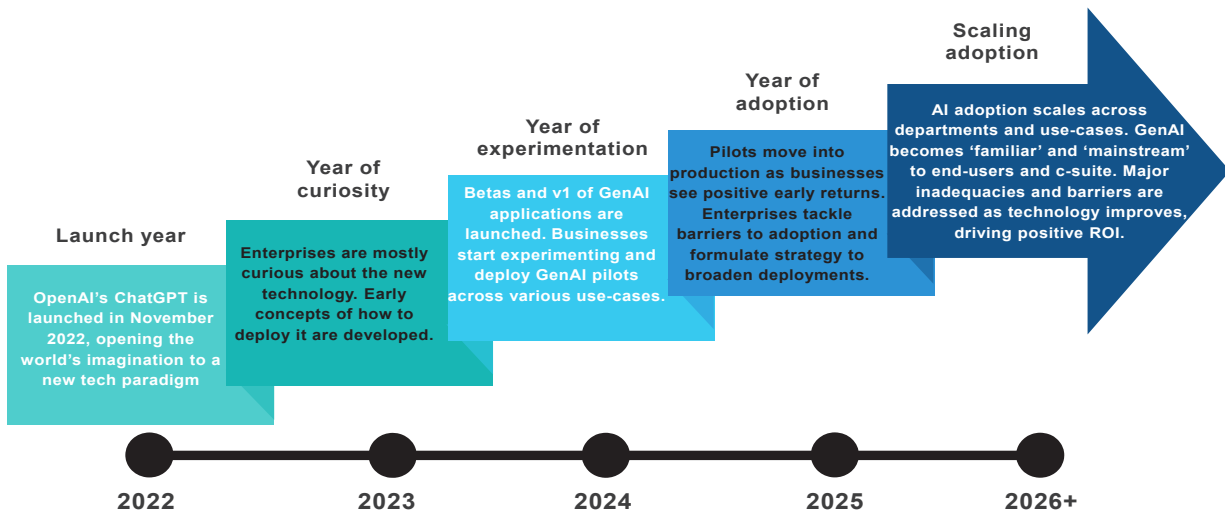 Launch year
OpenAI’s ChatGPT is
launched in November
2022, opening the
world’s imagination to a
new tech paradigm
Year of
curiosity
Enterprises are mostly
curious about the new
technology. Early
concepts of how to
deploy it are developed.
Year of
experimentation
Betas and v1 of GenAI
applications are
launched. Businesses
start experimenting and
deploy GenAI pilots
across various use-cases.
Year of
adoption
Pilots move into
production as businesses
see positive early returns.
Enterprises tackle
barriers to adoption and
formulate strategy to
broaden deployments.
Scaling
adoption
AI adoption scales across
departments and use-cases. GenAI
becomes ‘familiar’ and ‘mainstream’
to end-users and c-suite. Major
inadequacies and barriers are
addressed as technology improves,
driving positive ROI.
2022
2023
2024
2025
2026+